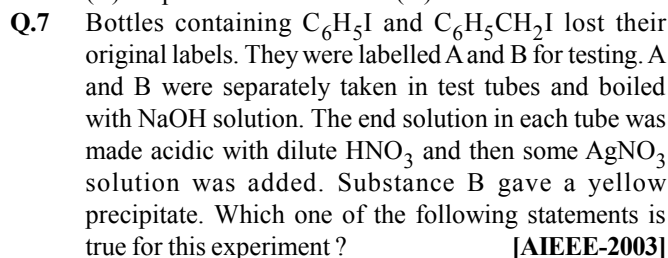 Q.7 Bottles containing C₆H₅I and C₆H₅CH₂I lost their
original labels. They were labelled A and B for testing. A
and B were separately taken in test tubes and boiled
with NaOH solution. The end solution in each tube was
made acidic with dilute HNO₃ and then some AgNO₃
solution was added. Substance B gave a yellow
precipitate. Which one of the following statements is
true for this experiment ? [AIEEE-2003]